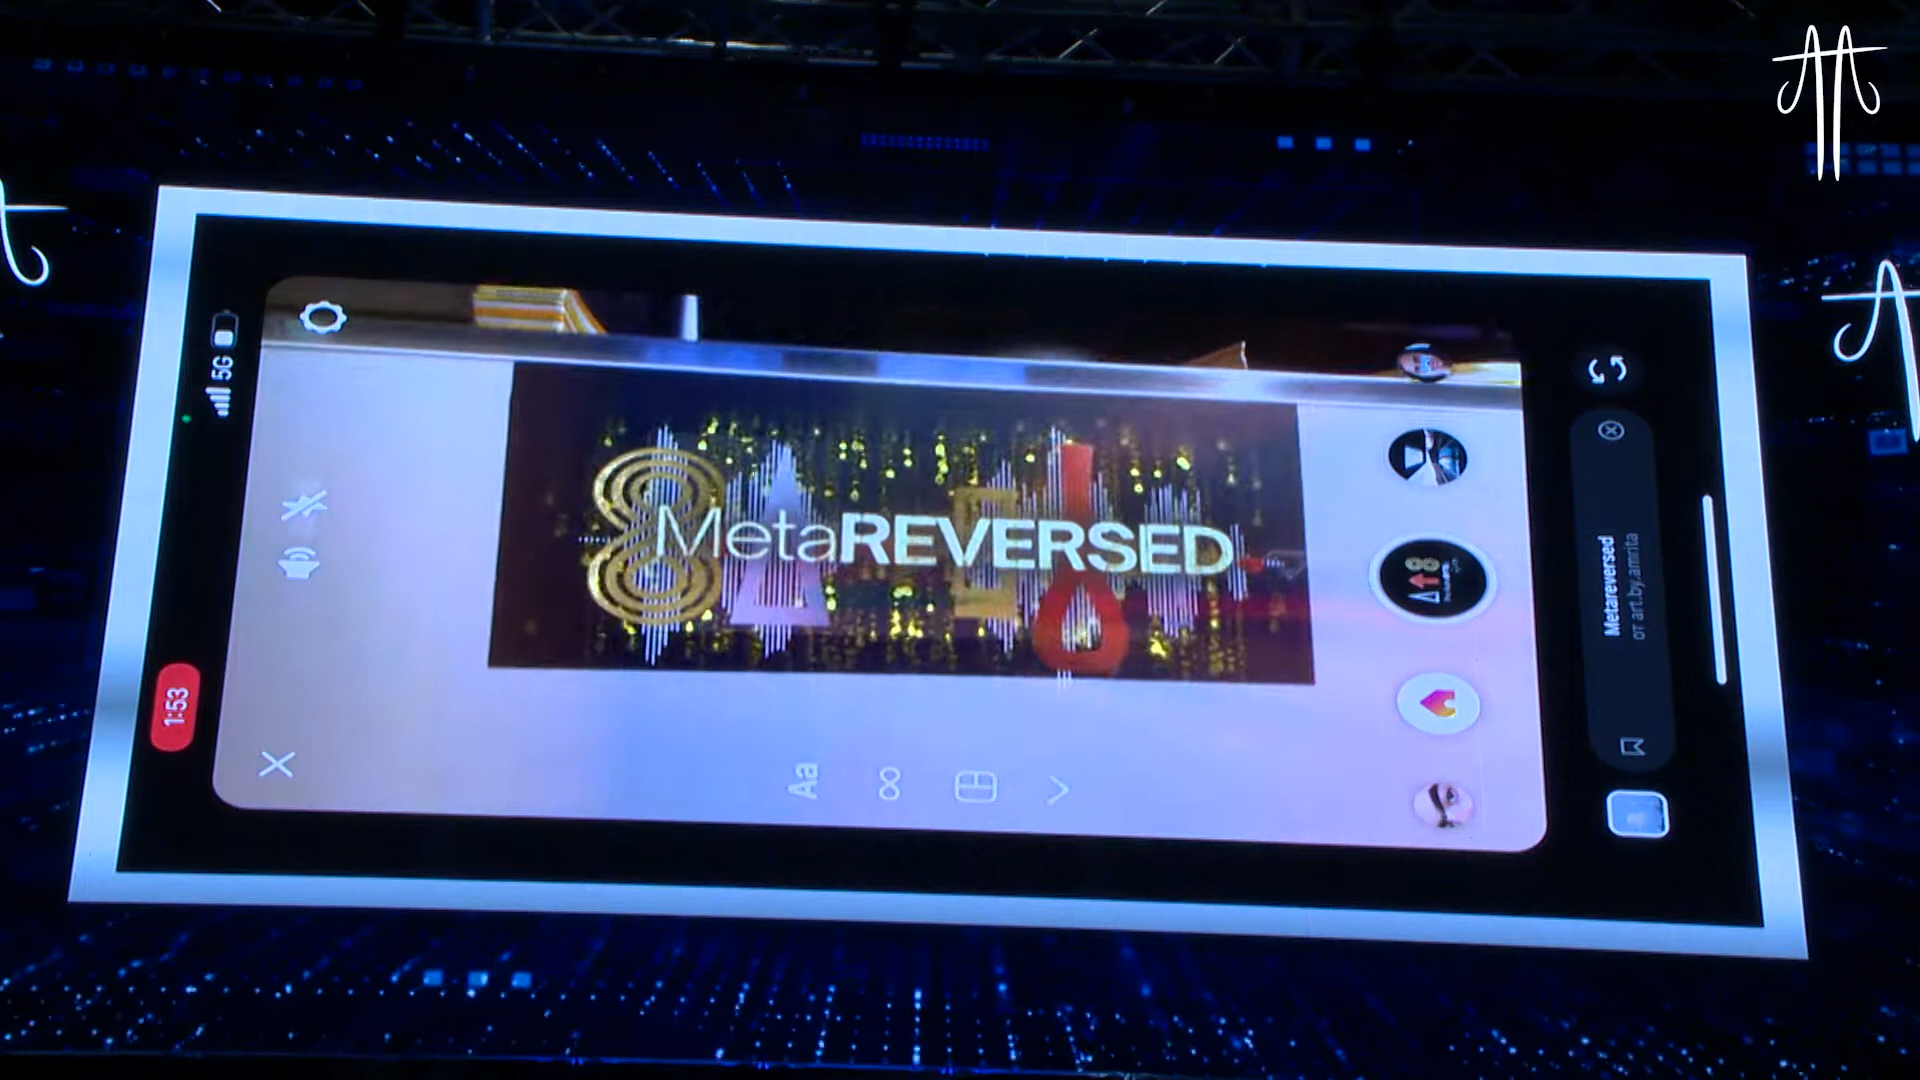 MetaREVERSED
1:53
5G
Aa
Metareversed
от art.by.amrita